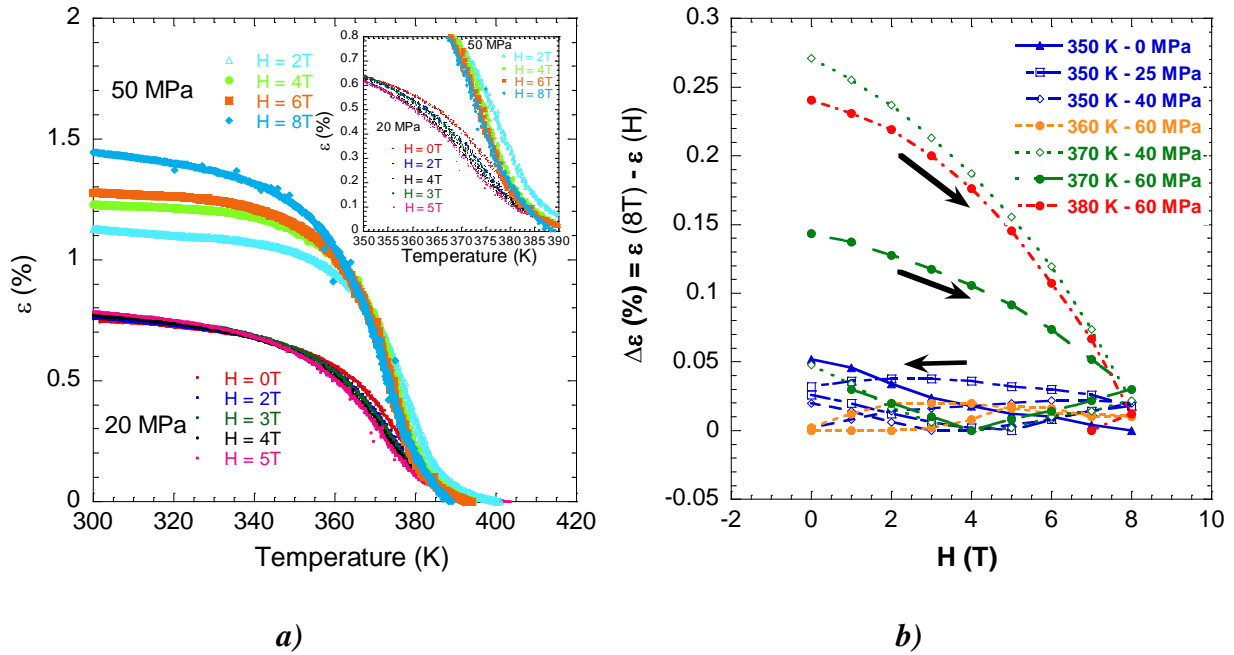 2
1.5
1
0.5
0
300
320
340
360
380
400
420
ε (%)
Temperature (K)
50 MPa
H = 2T
H = 4T
H = 6T
H = 8T
20 MPa
H = 0T
H = 2T
H = 3T
H = 4T
H = 5T
0.8
0.7
0.6
0.5
0.4
0.3
0.2
0.1
0
350 355 360 365 370 375 380 385 390
ε (%)
Temperature (K)
50 MPa
H = 2T
H = 4T
H = 6T
H = 8T
20 MPa
H = 0T
H = 2T
H = 4T
H = 3T
H = 5T
a)
0.3
0.25
0.2
0.15
0.1
0.05
0
-0.05
-2
0
2
4
6
8
10
Δε (%) = ε (8T) - ε (H)
H (T)
350 K - 0 MPa
350 K - 25 MPa
350 K - 40 MPa
360 K - 60 MPa
370 K - 40 MPa
370 K - 60 MPa
380 K - 60 MPa
b)